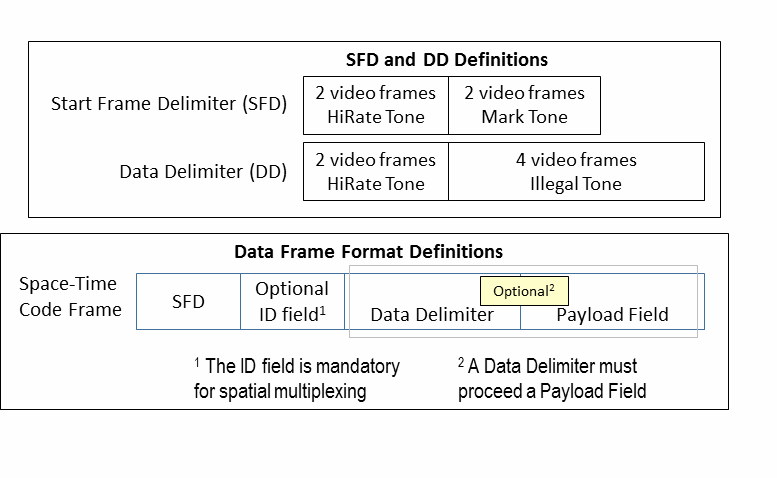 SFD and DD Definitions
Start Frame Delimiter (SFD)
2 video frames
HiRate Tone
2 video frames
Mark Tone
Data Delimiter (DD)
2 video frames
HiRate Tone
4 video frames
Illegal Tone
Data Frame Format Definitions
Space-Time
Code Frame
SFD
Optional
ID field¹
Optional²
Data Delimiter
Payload Field
¹ The ID field is mandatory
for spatial multiplexing
² A Data Delimiter must
proceed a Payload Field